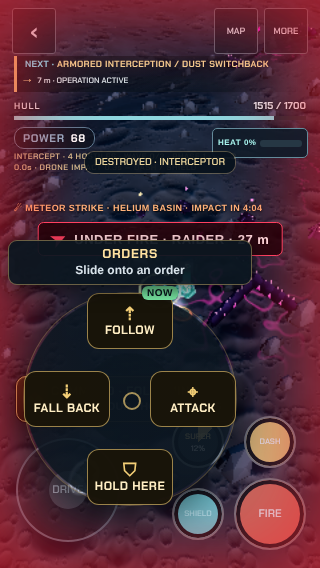 ‹
MAP
MORE
NEXT · ARMORED INTERCEPTION / DUST SWITCHBACK
→ 7 m · OPERATION ACTIVE
HULL
1515 / 1700
POWER 68
HEAT 0%
INTERCEPT · 4 HO
0.0s · DRONE IMP
DESTROYED · INTERCEPTOR
METEOR STRIKE · HELIUM BASIN · IMPACT IN 4:04
UNDER FIRE · RAIDER · 27 m
ORDERS
Slide onto an order
NOW
FOLLOW
FALL BACK
ATTACK
HOLD HERE
SUPER
12%
DASH
DRIVE
SHIELD
FIRE